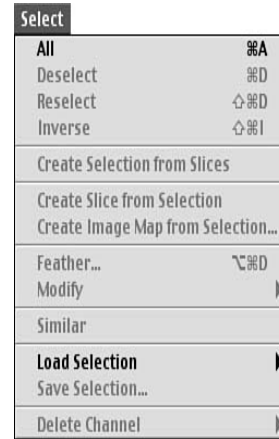 Select
All ⌘A
Deselect ⌘D
Reselect ⇧⌘D
Inverse ⇧⌘I
Create Selection from Slices
Create Slice from Selection
Create Image Map from Selection...
Feather... ⌥⌘D
Modify
Similar
Load Selection
Save Selection...
Delete Channel